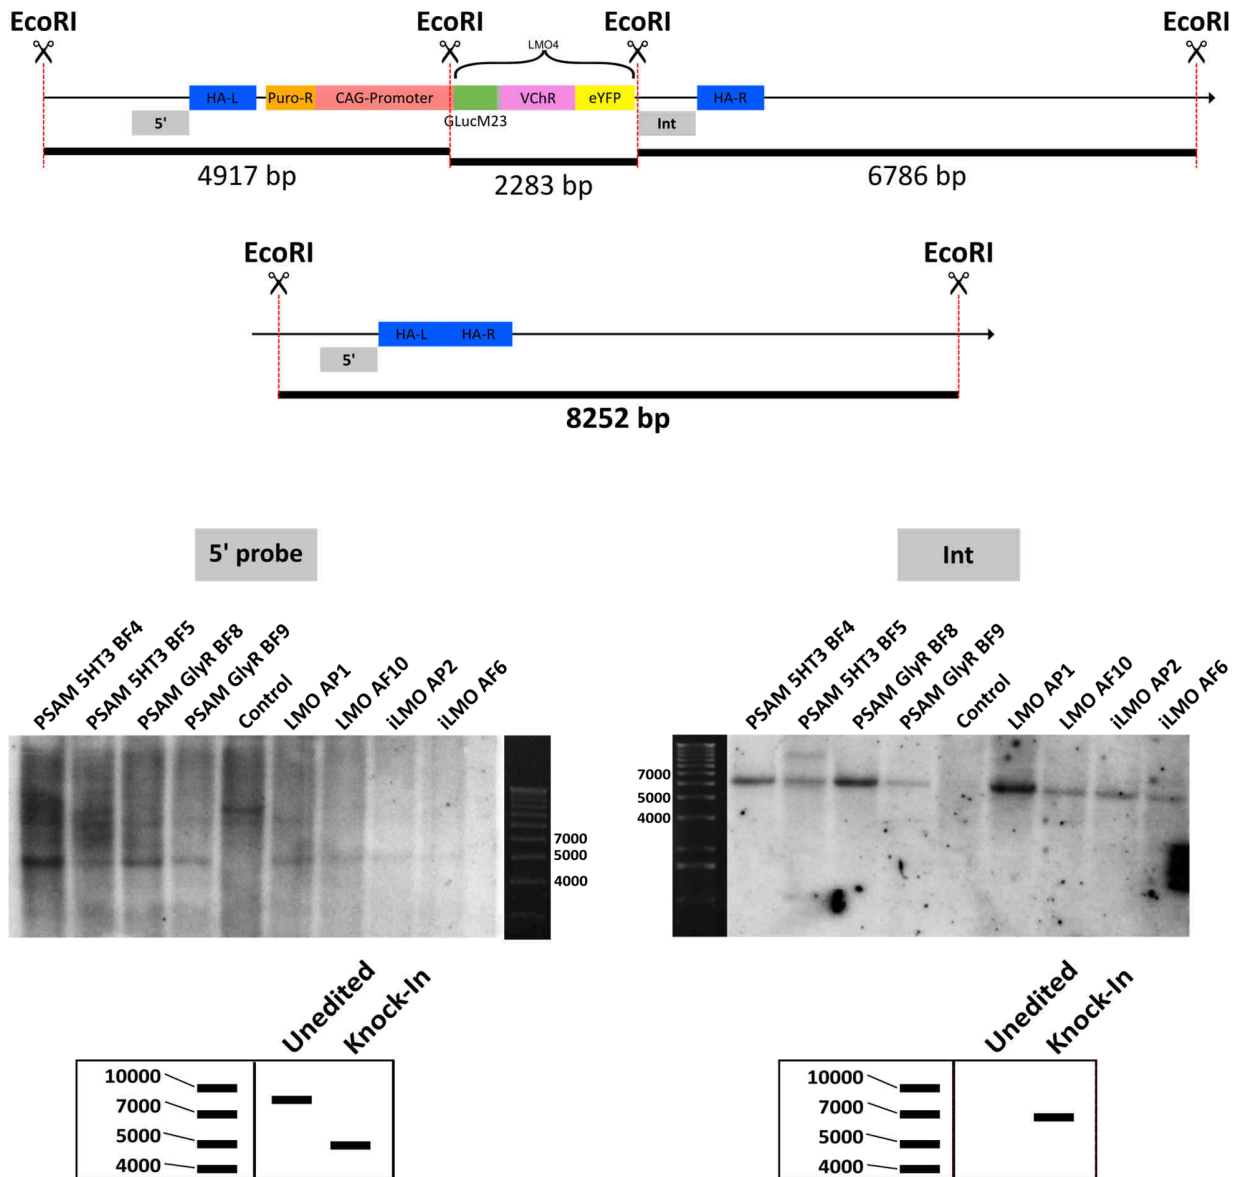 EcoRI EcoRI EcoRI EcoRI
LMO4
HA-L Puro-R CAG-Promoter VChR eYFP HA-R
5' GLucM23 Int
4917 bp 2283 bp 6786 bp
EcoRI EcoRI
HA-L HA-R
5'
8252 bp
5' probe
Int
PSAM 5HT3 BF4
PSAM 5HT3 BF5
PSAM GlyR BF8
PSAM GlyR BF9
Control
LMO AP1
LMO AF10
iLMO AP2
iLMO AF6
7000
5000
4000
PSAM 5HT3 BF4
PSAM 5HT3 BF5
PSAM GlyR BF8
PSAM GlyR BF9
Control
LMO AP1
LMO AF10
iLMO AP2
iLMO AF6
7000
5000
4000
Unedited
Knock-In
10000
7000
5000
4000
Unedited
Knock-In
10000
7000
5000
4000